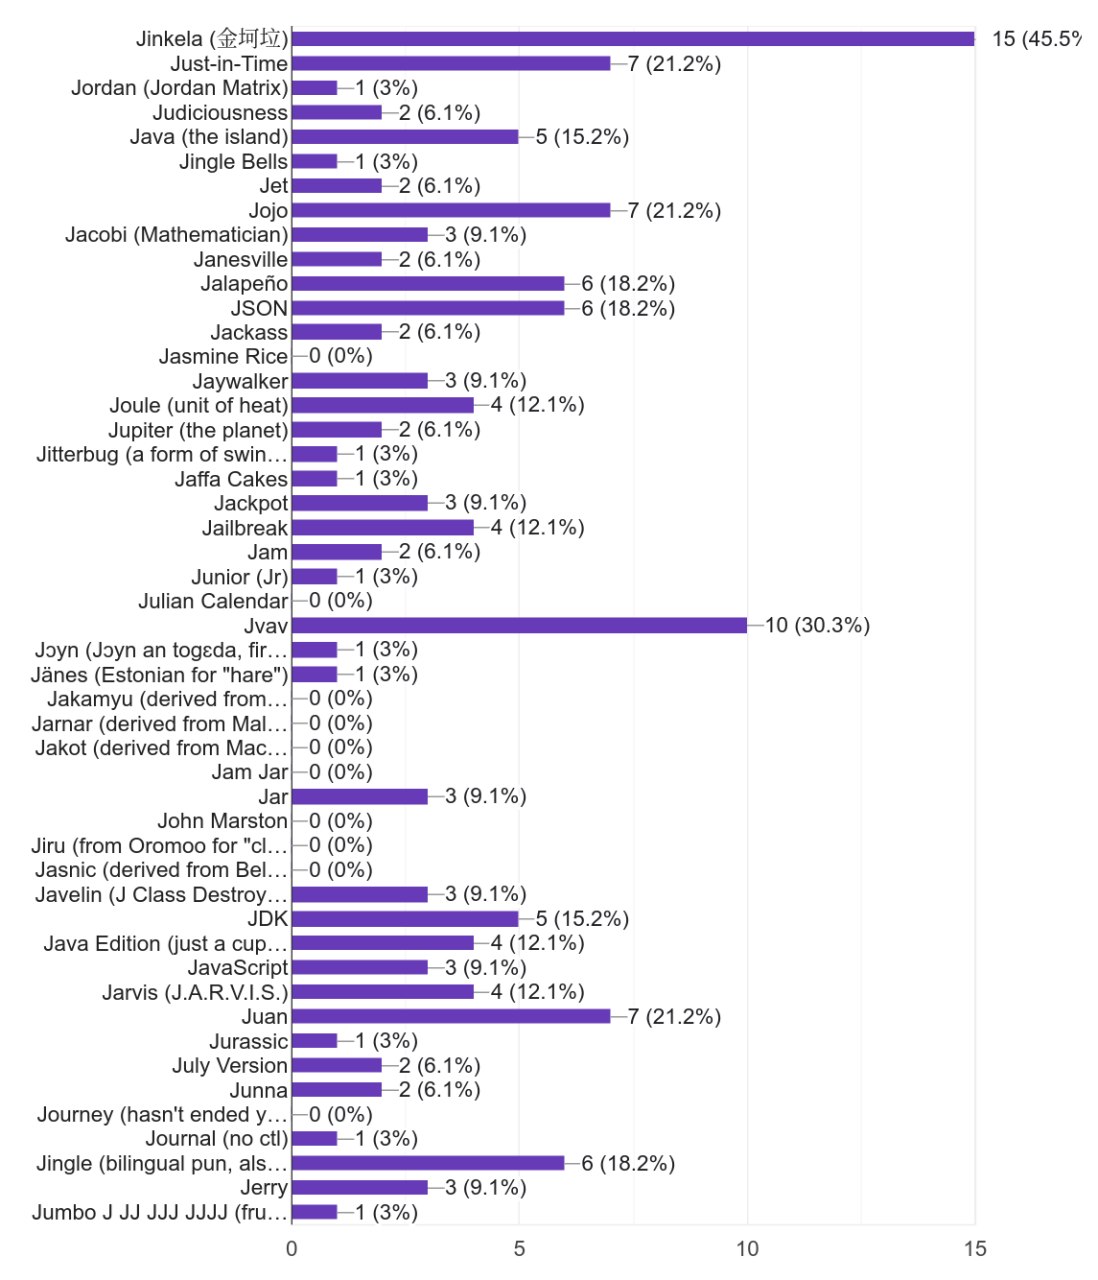 Jinkela (金坷垃) 15 (45.5%
Just-in-Time 7 (21.2%)
Jordan (Jordan Matrix) 1 (3%)
Judiciousness 2 (6.1%)
Java (the island) 5 (15.2%)
Jingle Bells 1 (3%)
Jet 2 (6.1%)
Jojo 7 (21.2%)
Jacobi (Mathematician) 3 (9.1%)
Janesville 2 (6.1%)
Jalapeño 6 (18.2%)
JSON 6 (18.2%)
Jackass 2 (6.1%)
Jasmine Rice 0 (0%)
Jaywalker 3 (9.1%)
Joule (unit of heat) 4 (12.1%)
Jupiter (the planet) 2 (6.1%)
Jitterbug (a form of swin… 1 (3%)
Jaffa Cakes 1 (3%)
Jackpot 3 (9.1%)
Jailbreak 4 (12.1%)
Jam 2 (6.1%)
Junior (Jr) 1 (3%)
Julian Calendar 0 (0%)
Jvav 10 (30.3%)
Jɔyn (Jɔyn an togɛda, fir… 1 (3%)
Jänes (Estonian for "hare") 1 (3%)
Jakamyu (derived from… 0 (0%)
Jarnar (derived from Mal… 0 (0%)
Jakot (derived from Mac… 0 (0%)
Jam Jar 0 (0%)
Jar 3 (9.1%)
John Marston 0 (0%)
Jiru (from Oromoo for "cl… 0 (0%)
Jasnic (derived from Bel… 0 (0%)
Javelin (J Class Destroy… 3 (9.1%)
JDK 5 (15.2%)
Java Edition (just a cup… 4 (12.1%)
JavaScript 3 (9.1%)
Jarvis (J.A.R.V.I.S.) 4 (12.1%)
Juan 7 (21.2%)
Jurassic 1 (3%)
July Version 2 (6.1%)
Junna 2 (6.1%)
Journey (hasn't ended y… 0 (0%)
Journal (no ctl) 1 (3%)
Jingle (bilingual pun, als… 6 (18.2%)
Jerry 3 (9.1%)
Jumbo J JJ JJJ JJJJ (fru… 1 (3%)
0 5 10 15